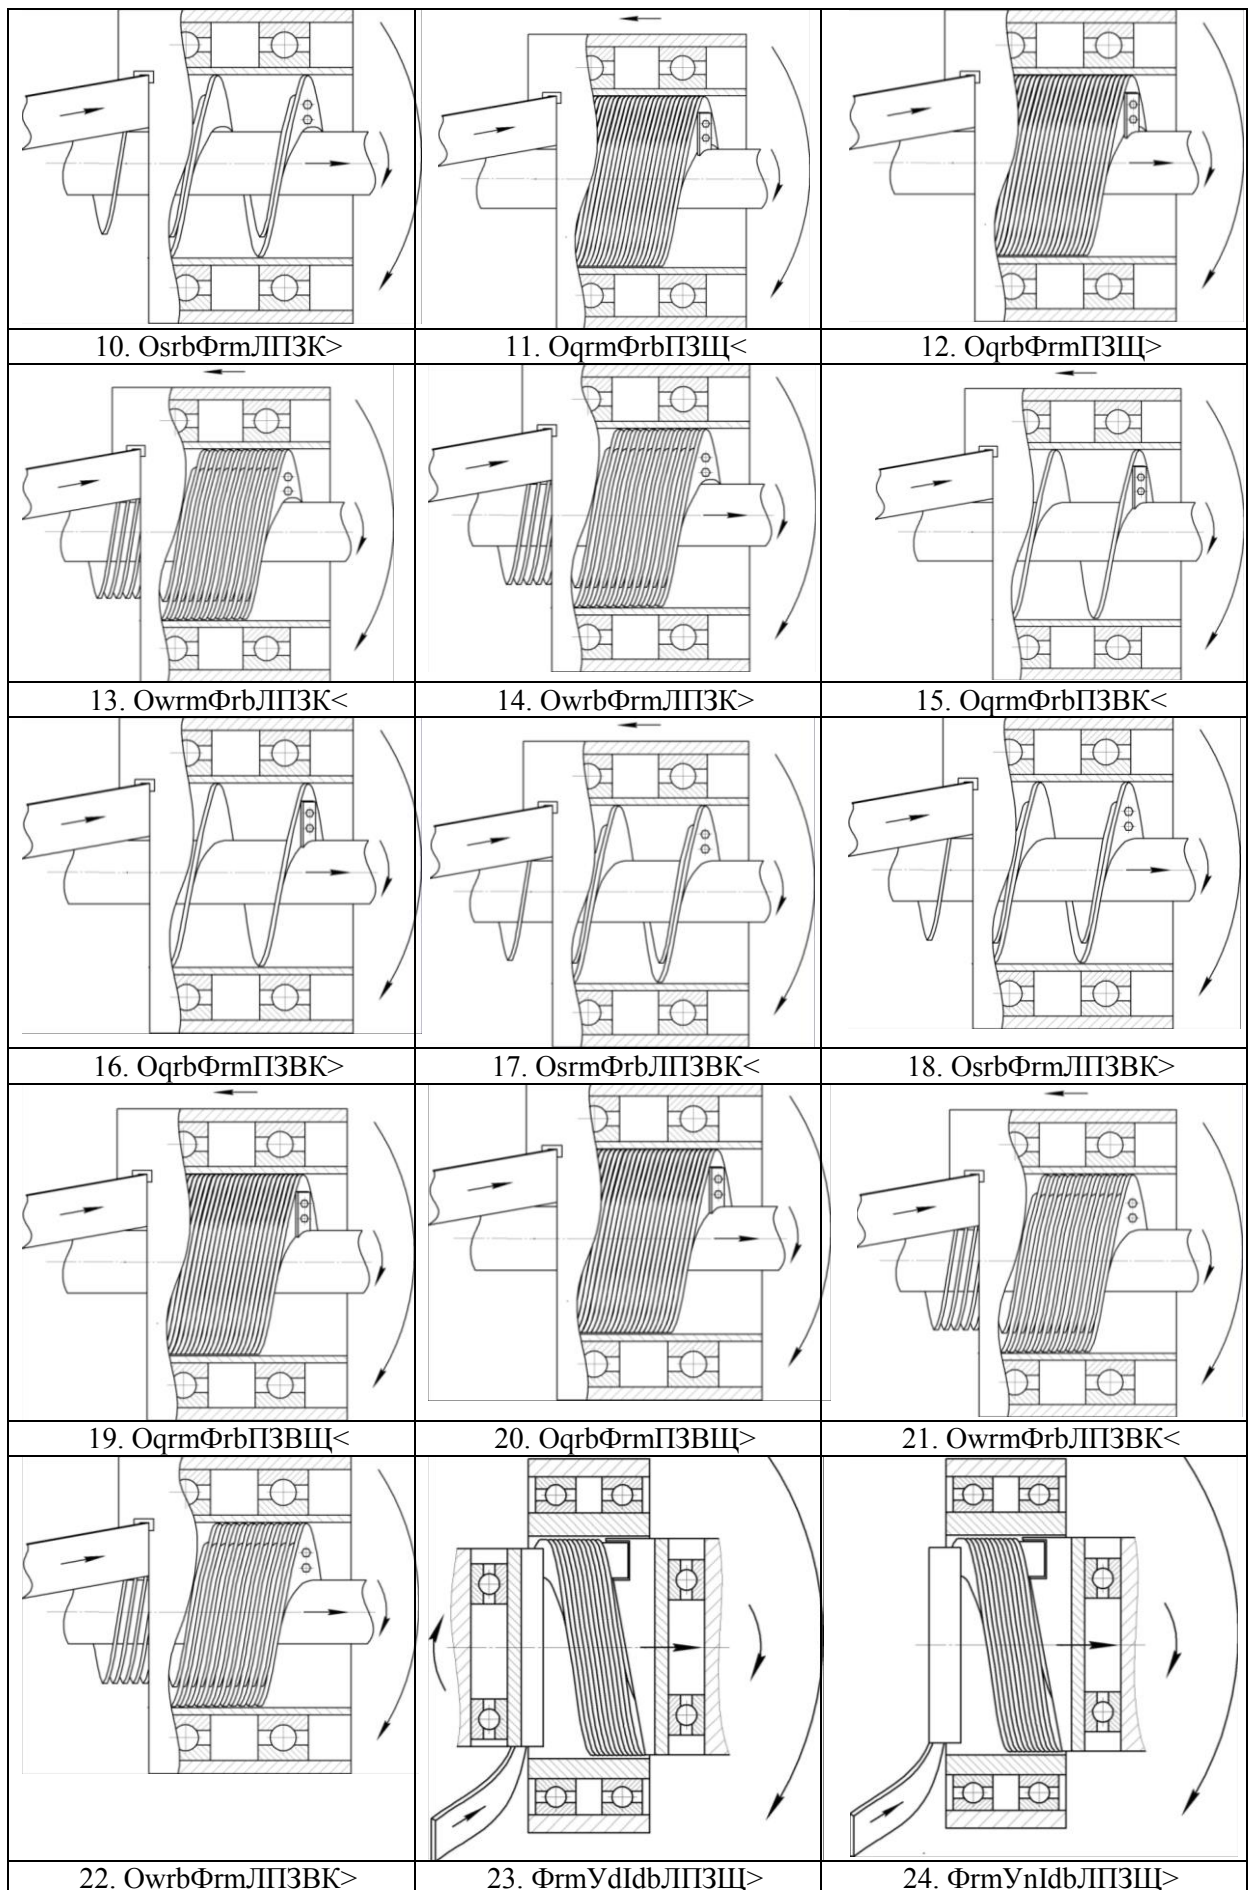 10. OsrbФrmЛПЗК>
11. OqrmФrbПЗЩ<
12. OqrbФrmПЗЩ>
13. OwrmФrbЛПЗК<
14. OwrbФrmЛПЗК>
15. OqrmФrbПЗВК<
16. OqrbФrmПЗВК>
17. OsrmФrbЛПЗВК<
18. OsrbФrmЛПЗВК>
19. OqrmФrbПЗВЩ<
20. OqrbФrmПЗВЩ>
21. OwrmФrbЛПЗВК<
22. OwrbФrmЛПЗВК>
23. ФrmУdIdbЛПЗЩ>
24. ФrmУnIdbЛПЗЩ>